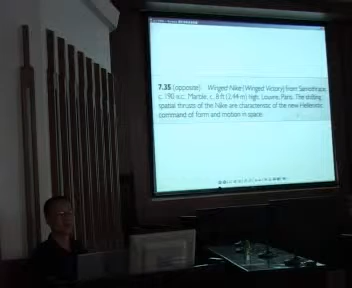 7.35 (opposite) Winged Nike (Winged Victory) from Samothrace,
c. 190 B.C. Marble, c. 8 ft (2.44 m) high. Louvre, Paris. The striking
spatial thrusts of the Nike are characteristic of the new Hellenistic
command of form and motion in space.